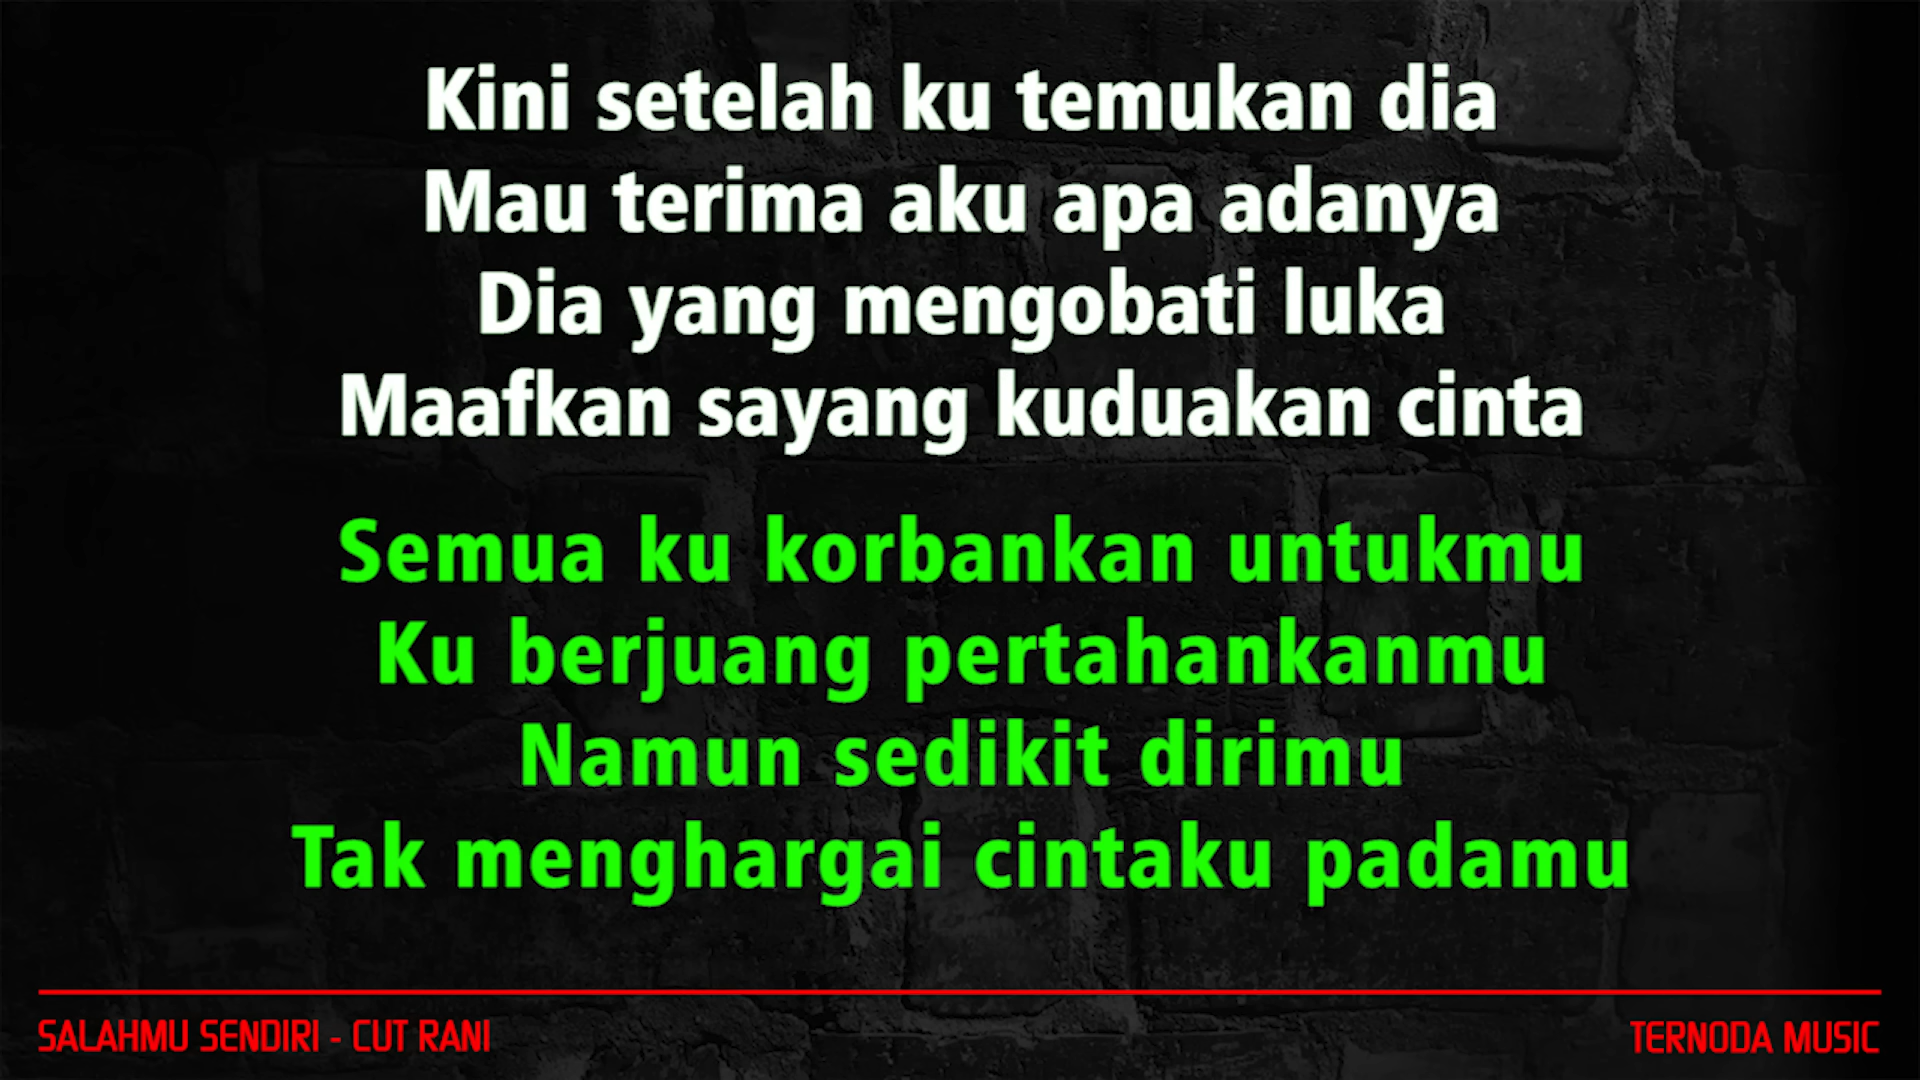 Kini setelah ku temukan dia
Mau terima aku apa adanya
Dia yang mengobati luka
Maafkan sayang kuduakan cinta
Semua ku korbankan untukmu
Ku berjuang pertahankanmu
Namun sedikit dirimu
Tak menghargai cintaku padamu
SALAHMU SENDIRI - CUT RANI
TERNODA MUSIC